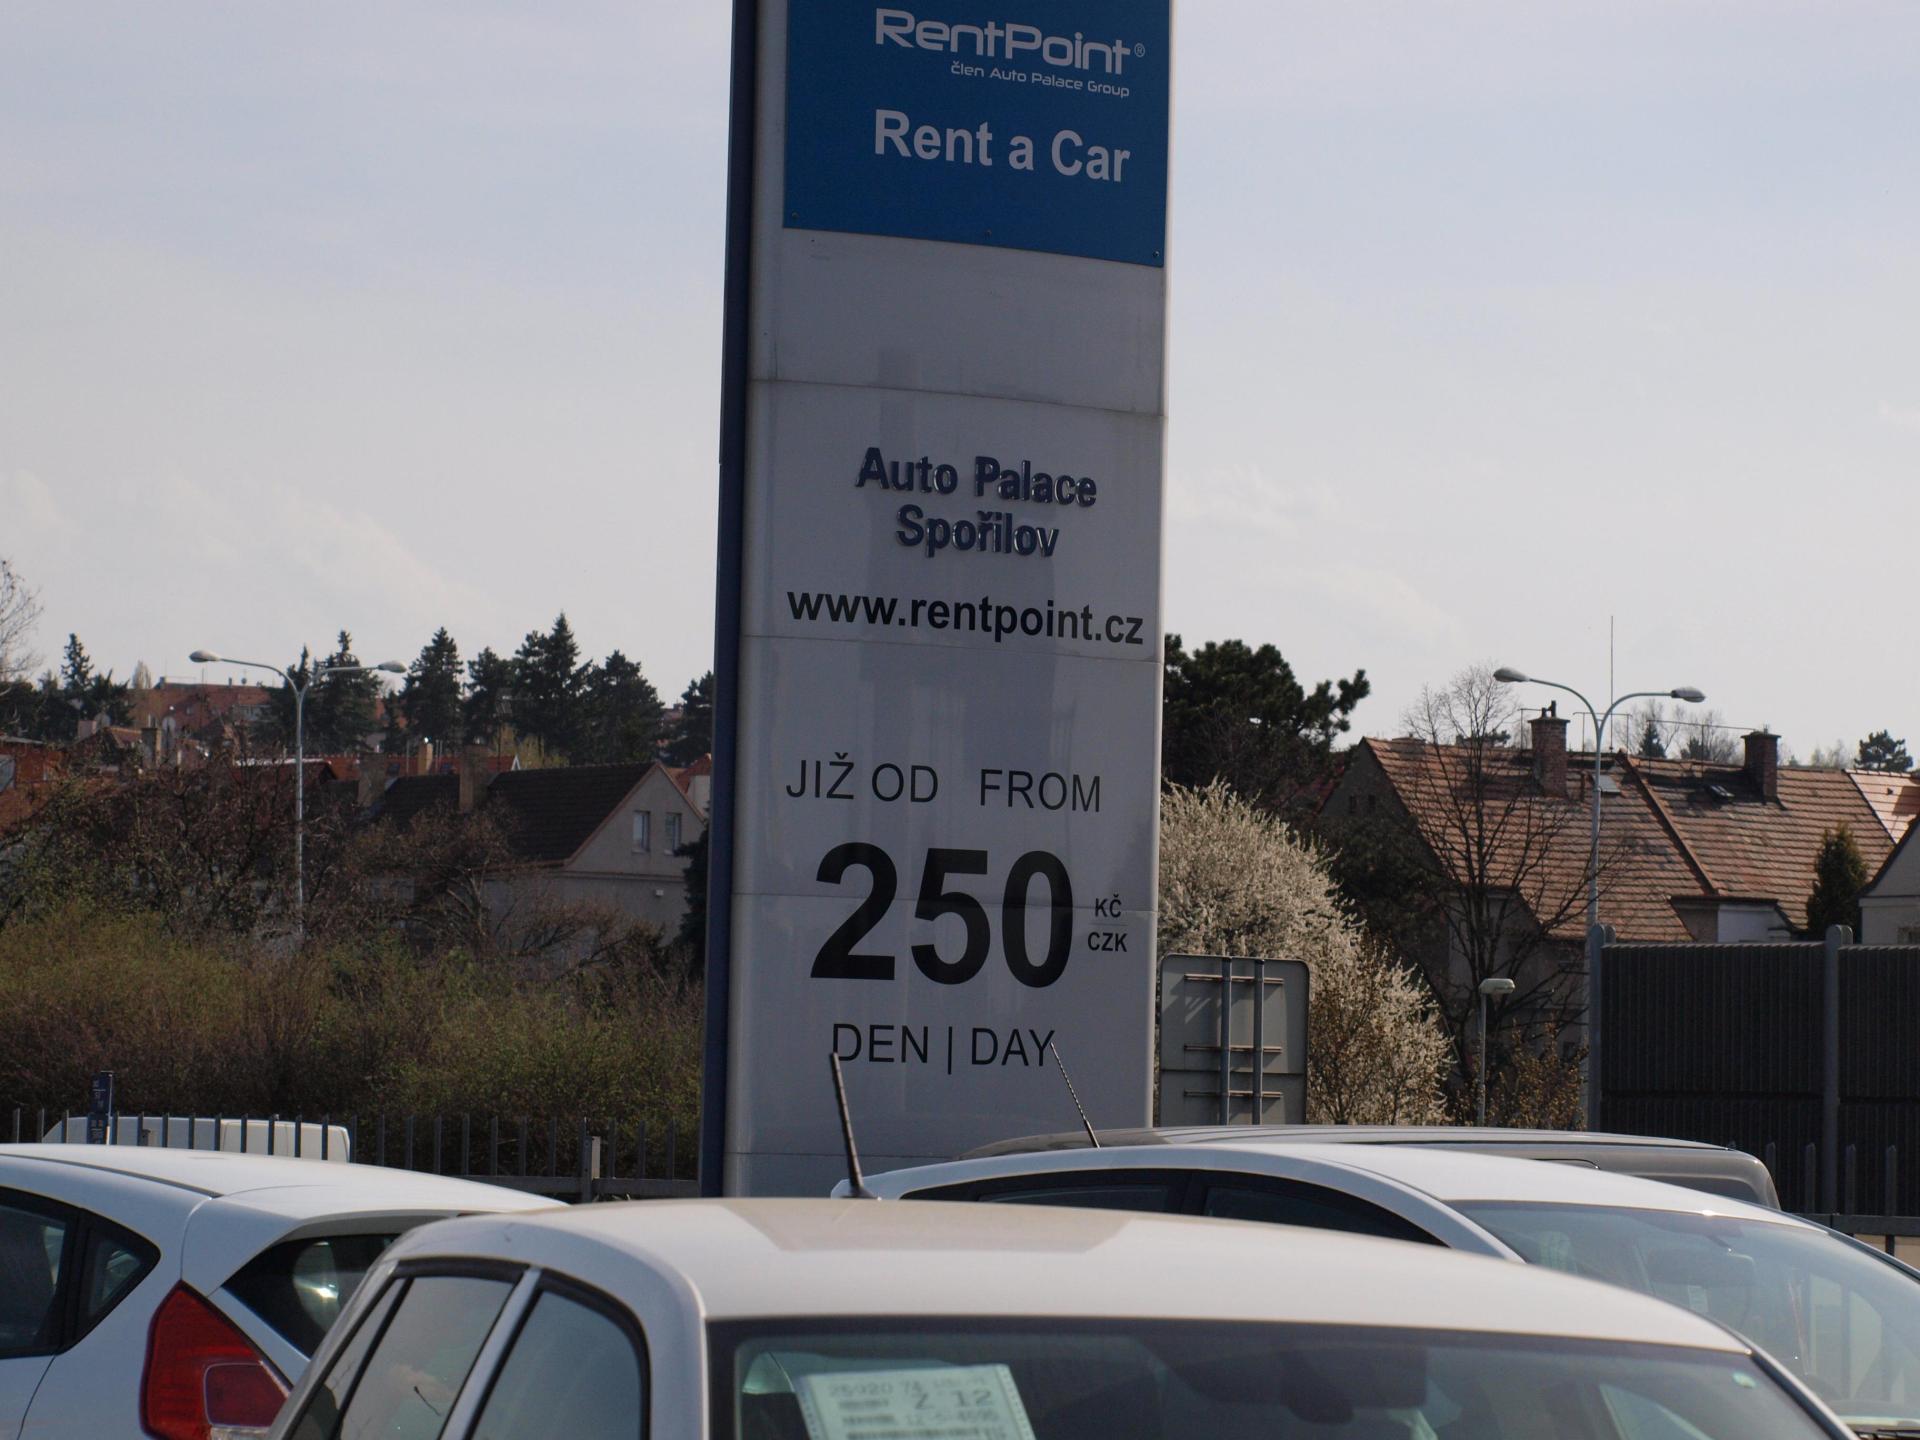 RentPoint®
člen Auto Palace Group
Rent a Car
Auto Palace
Spořilov
www.rentpoint.cz
JIŽ OD FROM
250 KČ
CZK
DEN | DAY
Z 12